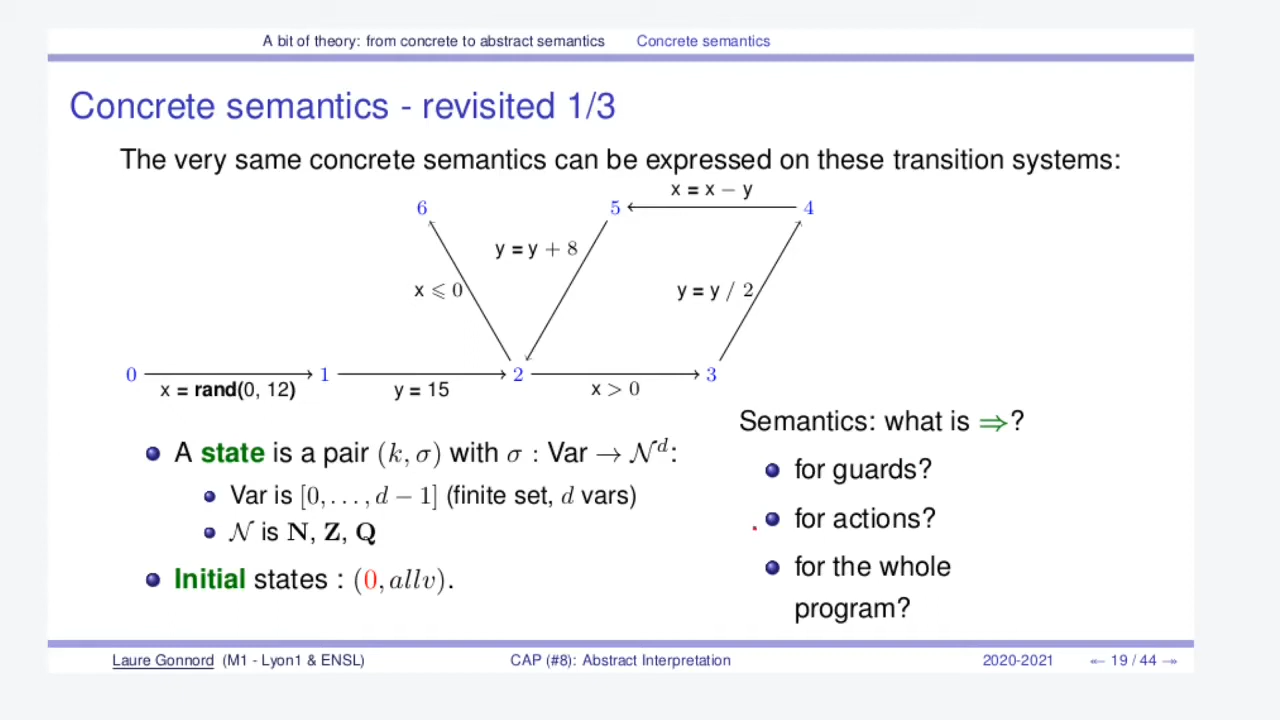 A bit of theory: from concrete to abstract semantics Concrete semantics
Concrete semantics - revisited 1/3
The very same concrete semantics can be expressed on these transition systems:
x = x − y
6
5
4
y = y + 8
x ⩽ 0
y = y / 2
0
1
2
3
x = rand(0, 12)
y = 15
x > 0
A state is a pair (k, σ) with σ : Var → 𝒩^d:
Var is [0, . . . , d − 1] (finite set, d vars)
𝒩 is N, Z, Q
Initial states : (0, allv).
Semantics: what is ⇒?
for guards?
for actions?
for the whole
program?
Laure Gonnord (M1 - Lyon1 & ENSL) CAP (#8): Abstract Interpretation 2020-2021 ↞ 19 / 44 ↠